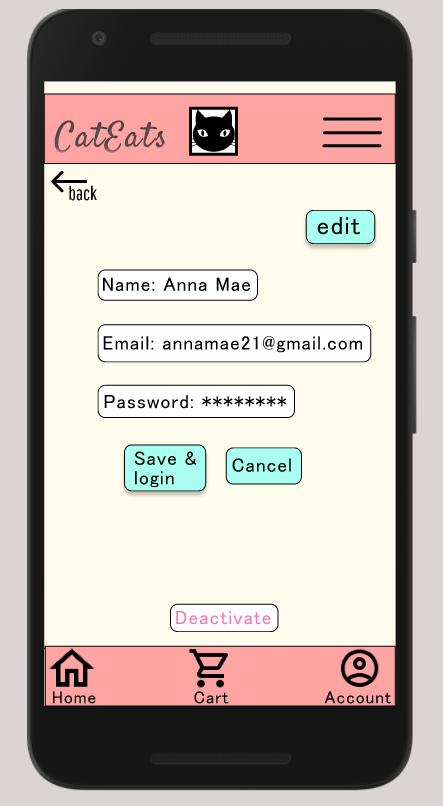 CatEats
back
edit
Name: Anna Mae
Email: annamae21@gmail.com
Password: ********
Save &
login
Cancel
Deactivate
Home
Cart
Account